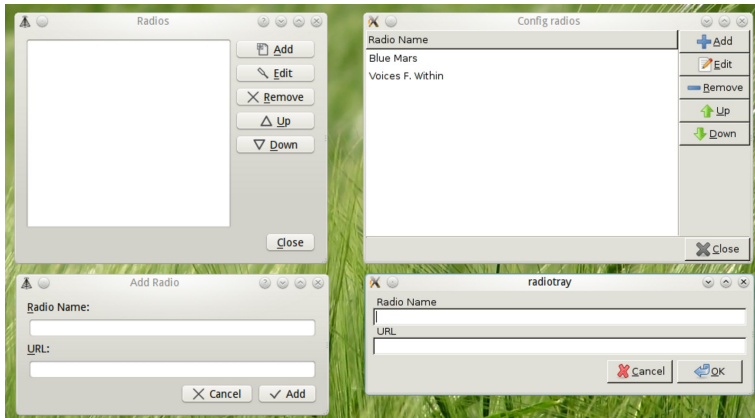 Radios
Add
Edit
Remove
Up
Down
Close
Config radios
Radio Name
Blue Mars
Voices F. Within
Add
Edit
Remove
Up
Down
Close
Add Radio
Radio Name:
URL:
Cancel
Add
radiotray
Radio Name
URL
Cancel
OK